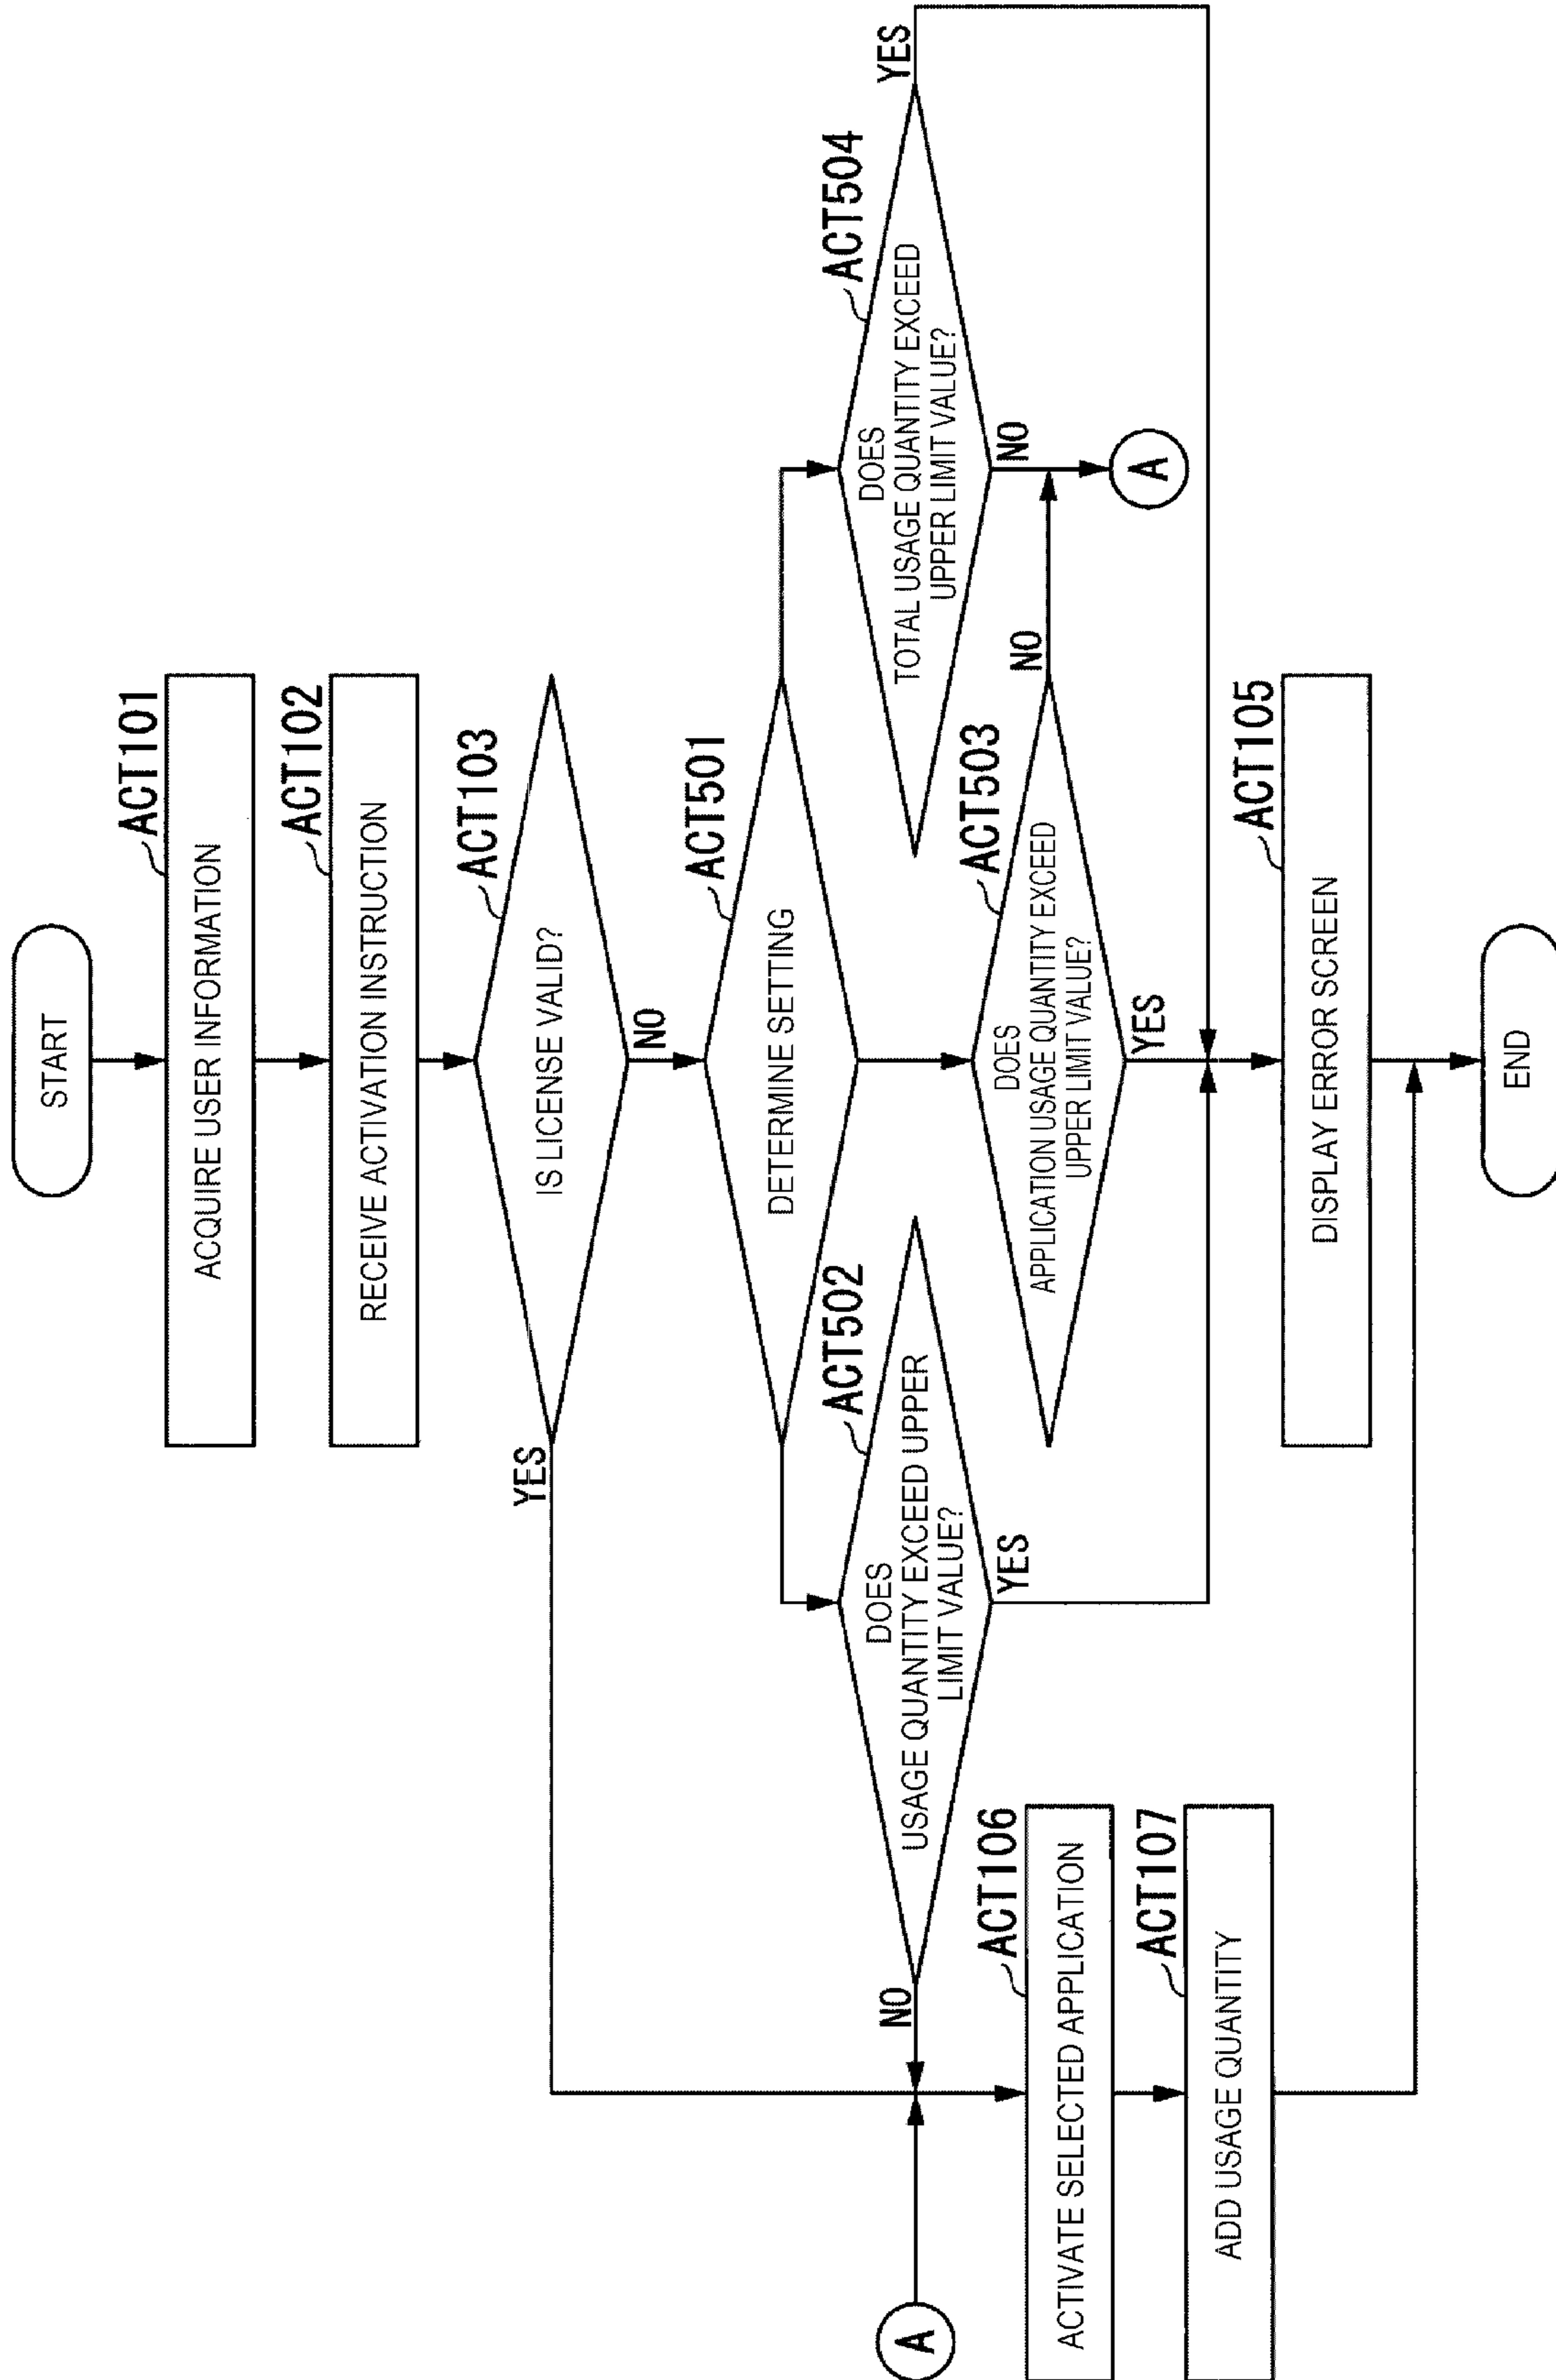 START
ACT101
ACQUIRE USER INFORMATION
ACT102
RECEIVE ACTIVATION INSTRUCTION
ACT103
IS LICENSE VALID?
YES
NO
ACT501
DETERMINE SETTING
ACT502
DOES
USAGE QUANTITY EXCEED UPPER
LIMIT VALUE?
NO
YES
ACT503
DOES
APPLICATION USAGE QUANTITY EXCEED
UPPER LIMIT VALUE?
NO
YES
ACT504
DOES
TOTAL USAGE QUANTITY EXCEED
UPPER LIMIT VALUE?
YES
NO
A
A
ACT106
ACTIVATE SELECTED APPLICATION
ACT107
ADD USAGE QUANTITY
ACT105
DISPLAY ERROR SCREEN
END